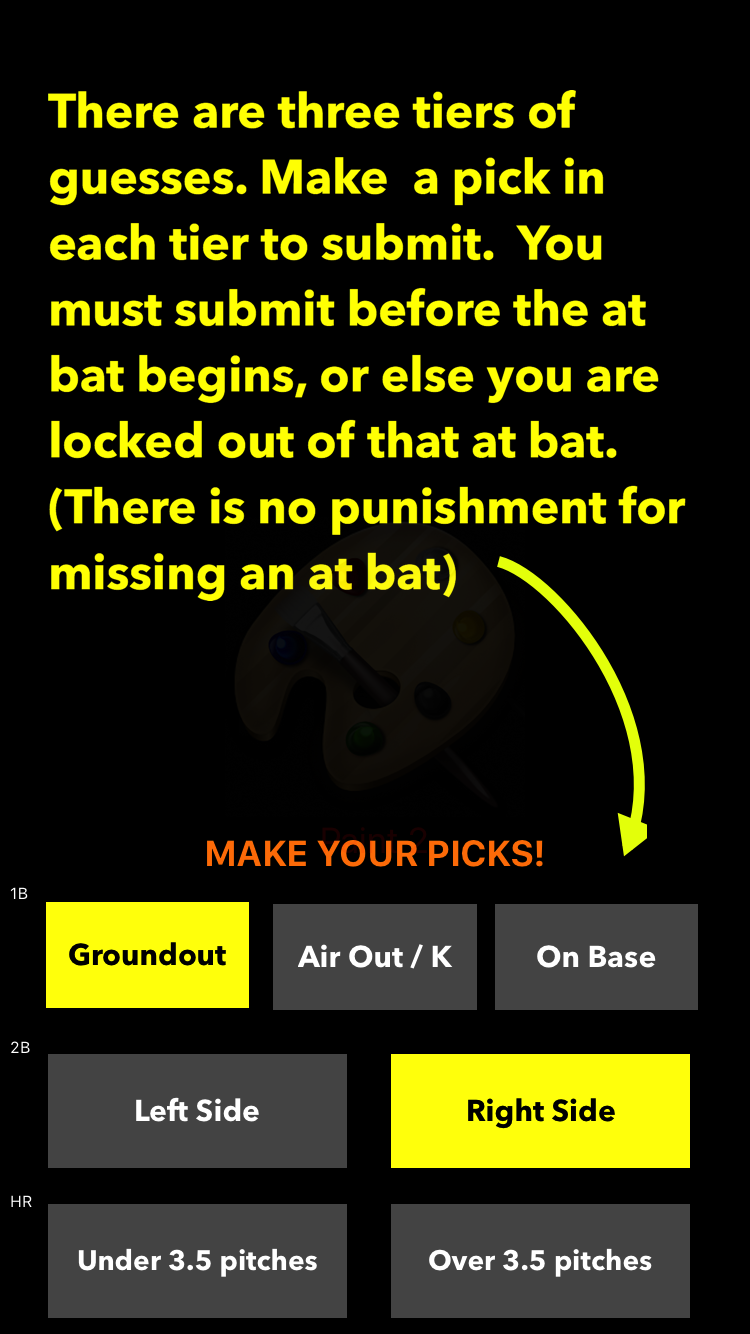 There are three tiers of
guesses. Make  a pick in
each tier to submit.  You
must submit before the at
bat begins, or else you are
locked out of that at bat.
(There is no punishment for
missing an at bat)
MAKE YOUR PICKS!
1B
Groundout
Air Out / K
On Base
2B
Left Side
Right Side
HR
Under 3.5 pitches
Over 3.5 pitches